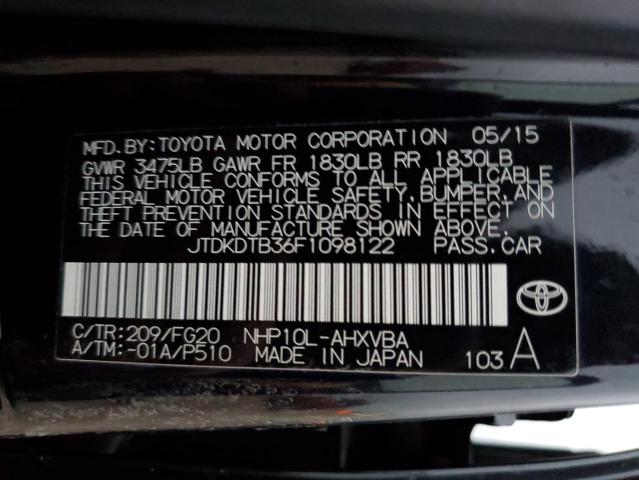 MFD.BY:TOYOTA MOTOR CORPORATION 05/15
GVWR 3475LB GAWR FR 1830LB RR 1830LB
THIS VEHICLE CONFORMS TO ALL APPLICABLE
FEDERAL MOTOR VEHICLE SAFETY,BUMPER,AND
THEFT PREVENTION STANDARDS IN EFFECT ON
THE DATE OF MANUFACTURE SHOWN ABOVE.
JTDKDTB36F1098122 PASS.CAR
C/TR:209/FG20 NHP10L-AHXVBA
A/TM:-01A/P510 MADE IN JAPAN 103 A